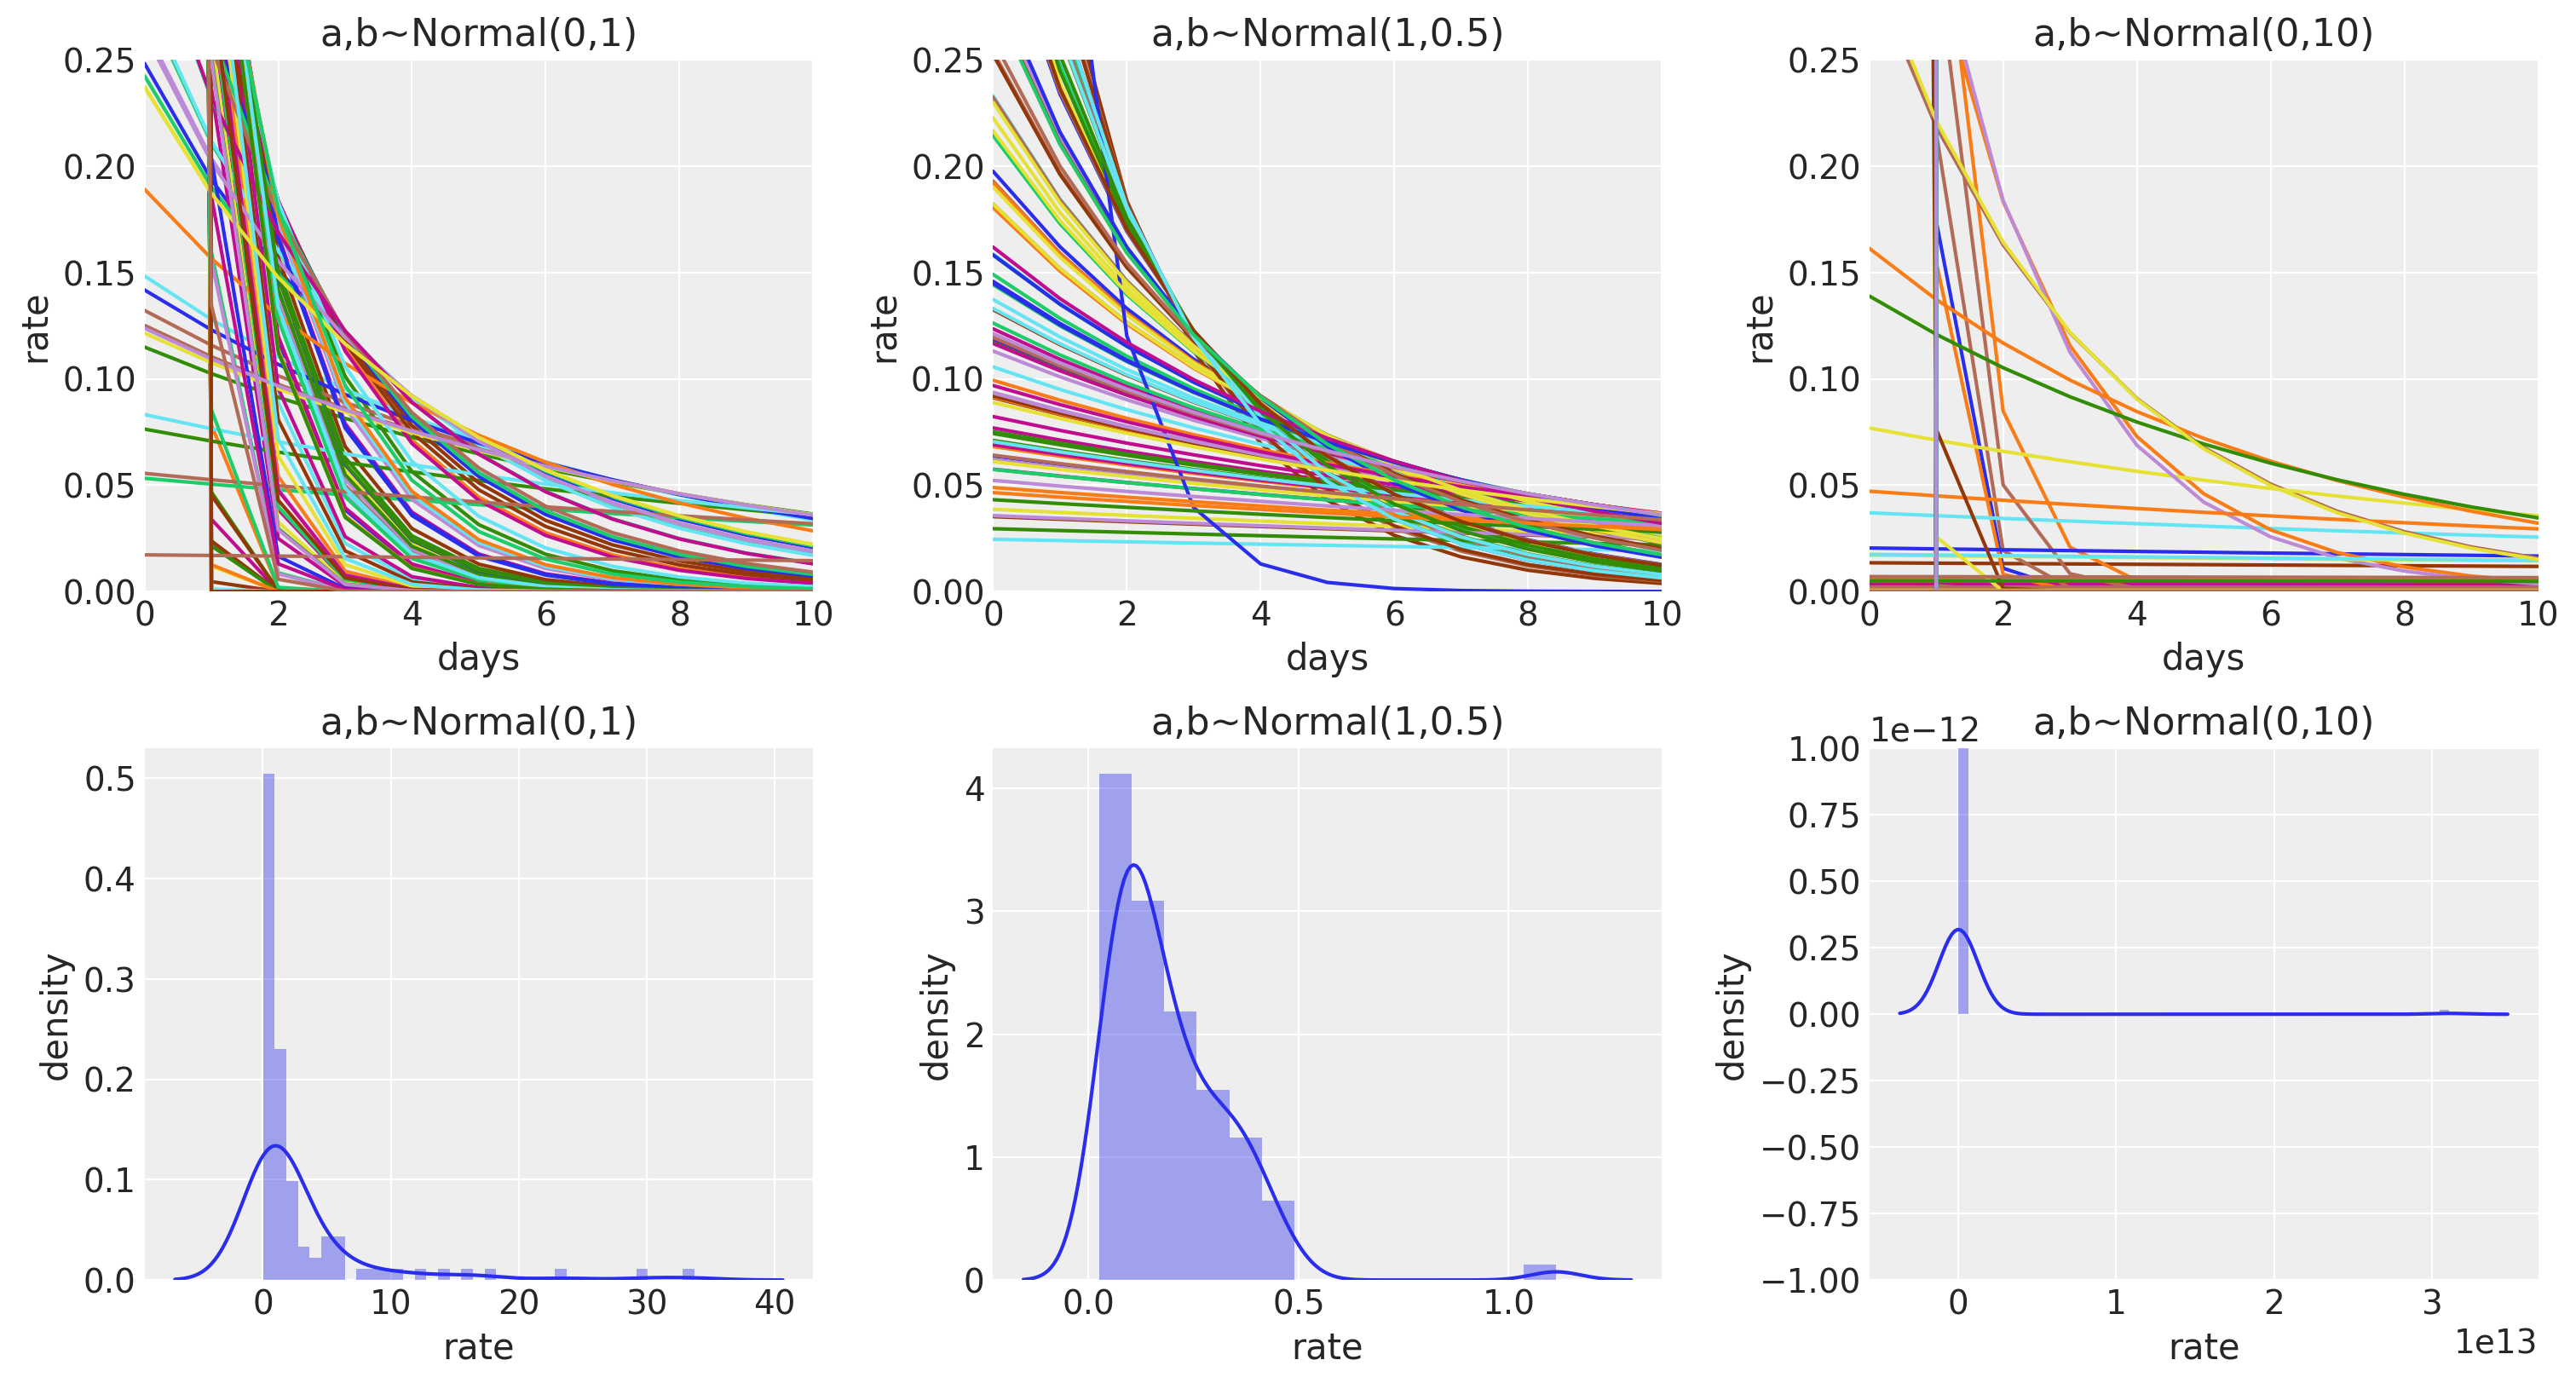 a,b~Normal(0,1)
0.25
0.20
0.15
0.10
0.05
0.00
rate
0 2 4 6 8 10
days
a,b~Normal(1,0.5)
0.25
0.20
0.15
0.10
0.05
0.00
rate
0 2 4 6 8 10
days
a,b~Normal(0,10)
0.25
0.20
0.15
0.10
0.05
0.00
rate
0 2 4 6 8 10
days
a,b~Normal(0,1)
0.5
0.4
0.3
0.2
0.1
0.0
density
0 10 20 30 40
rate
a,b~Normal(1,0.5)
4
3
2
1
0
density
0.0 0.5 1.0
rate
1e−12 a,b~Normal(0,10)
1.00
0.75
0.50
0.25
0.00
−0.25
−0.50
−0.75
−1.00
density
0 1 2 3
1e13
rate